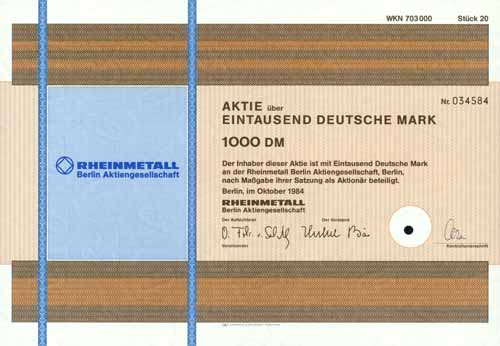 WKN 703000 Stück 20
Nr. 034584
AKTIE über
EINTAUSEND DEUTSCHE MARK
1000 DM
RHEINMETALL
Berlin Aktiengesellschaft
Der Inhaber dieser Aktie ist mit Eintausend Deutsche Mark
an der Rheinmetall Berlin Aktiengesellschaft, Berlin,
nach Maßgabe ihrer Satzung als Aktionär beteiligt.
Berlin, im Oktober 1984
RHEINMETALL
Berlin Aktiengesellschaft
Der Aufsichtsrat Der Vorstand
Vorsitzender Kontrollunterschrift